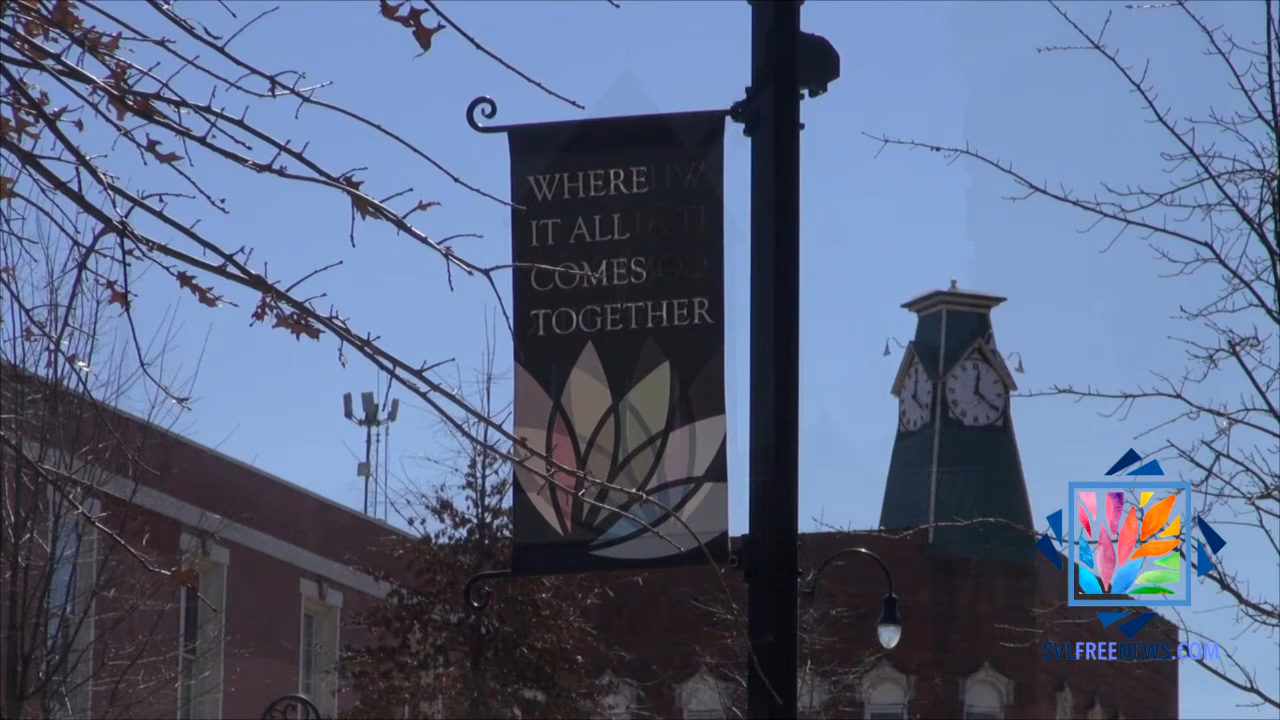 WHERE
IT ALL
COMES
TOGETHER
SVLFREENEWS.COM